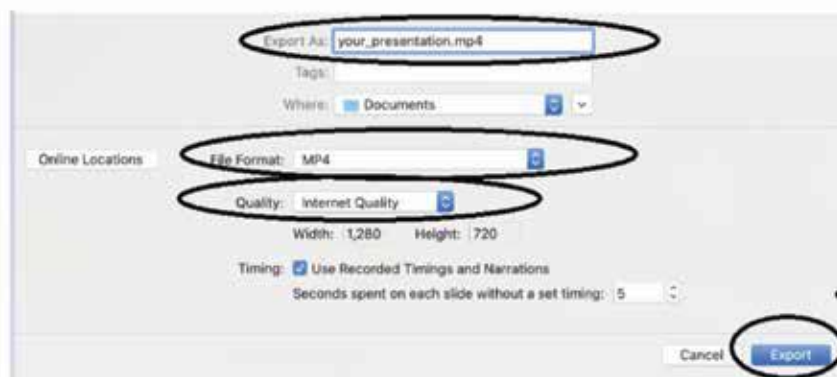 Export As: your_presentation.mp4
Tags:
Where: Documents
Online Locations File Format: MP4
Quality: Internet Quality
Width: 1,280 Height: 720
Timing: Use Recorded Timings and Narrations
Seconds spent on each slide without a set timing: 5
Cancel Export